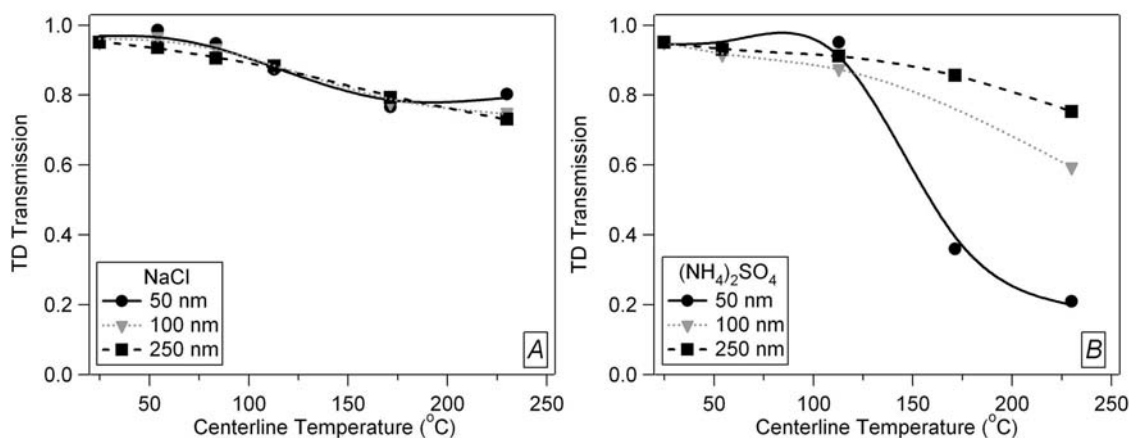 1.0
0.8
0.6
0.4
0.2
0.0
TD Transmission
NaCl
50 nm
100 nm
250 nm
A
50
100
150
200
250
Centerline Temperature (°C)
1.0
0.8
0.6
0.4
0.2
0.0
TD Transmission
(NH₄)₂SO₄
50 nm
100 nm
250 nm
B
50
100
150
200
250
Centerline Temperature (°C)